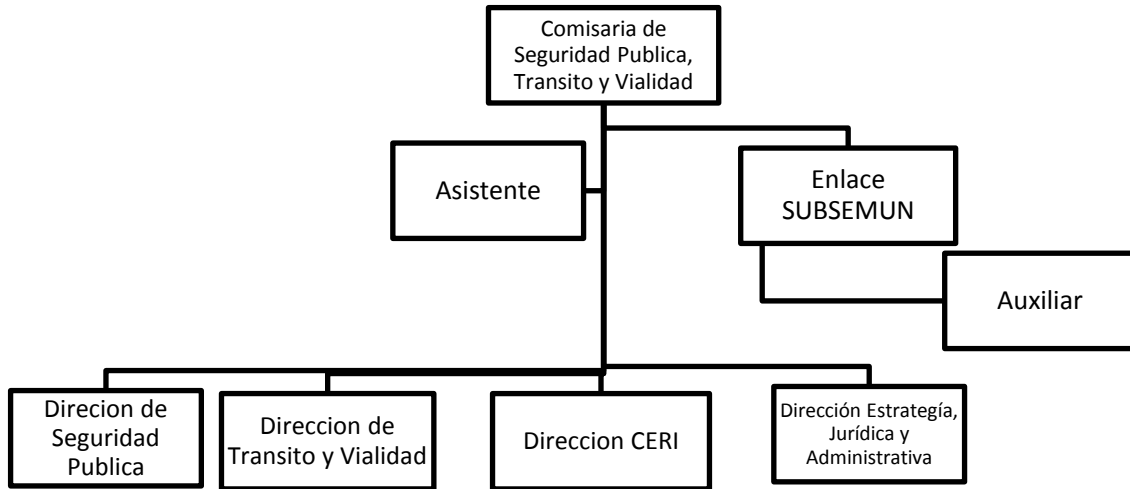 Comisaria de
Seguridad Publica,
Transito y Vialidad
Asistente
Enlace
SUBSEMUN
Auxiliar
Direcion de
Seguridad
Publica
Direccion de
Transito y Vialidad
Direccion CERI
Dirección Estrategía,
Jurídica y
Administrativa